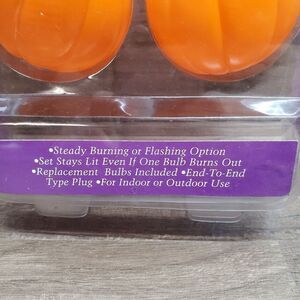 •Steady Burning or Flashing Option
•Set Stays Lit Even If One Bulb Burns Out
•Replacement Bulbs Included •End-To-End
Type Plug •For Indoor or Outdoor Use